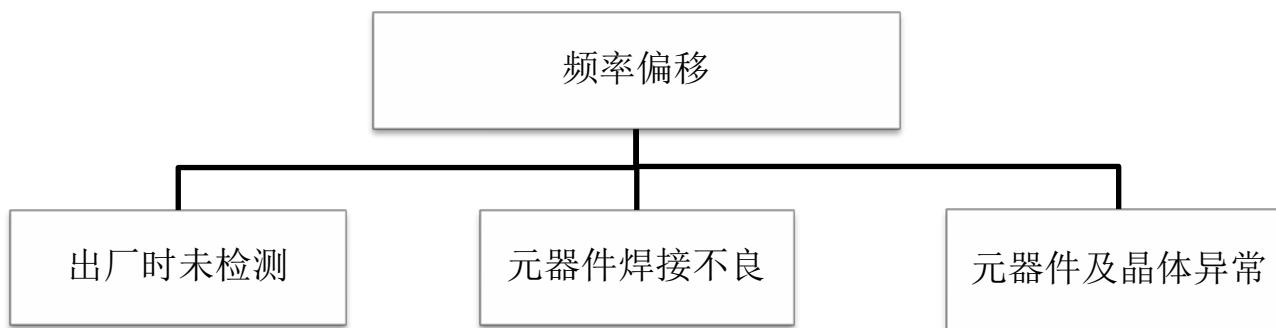 频率偏移
出厂时未检测
元器件焊接不良
元器件及晶体异常